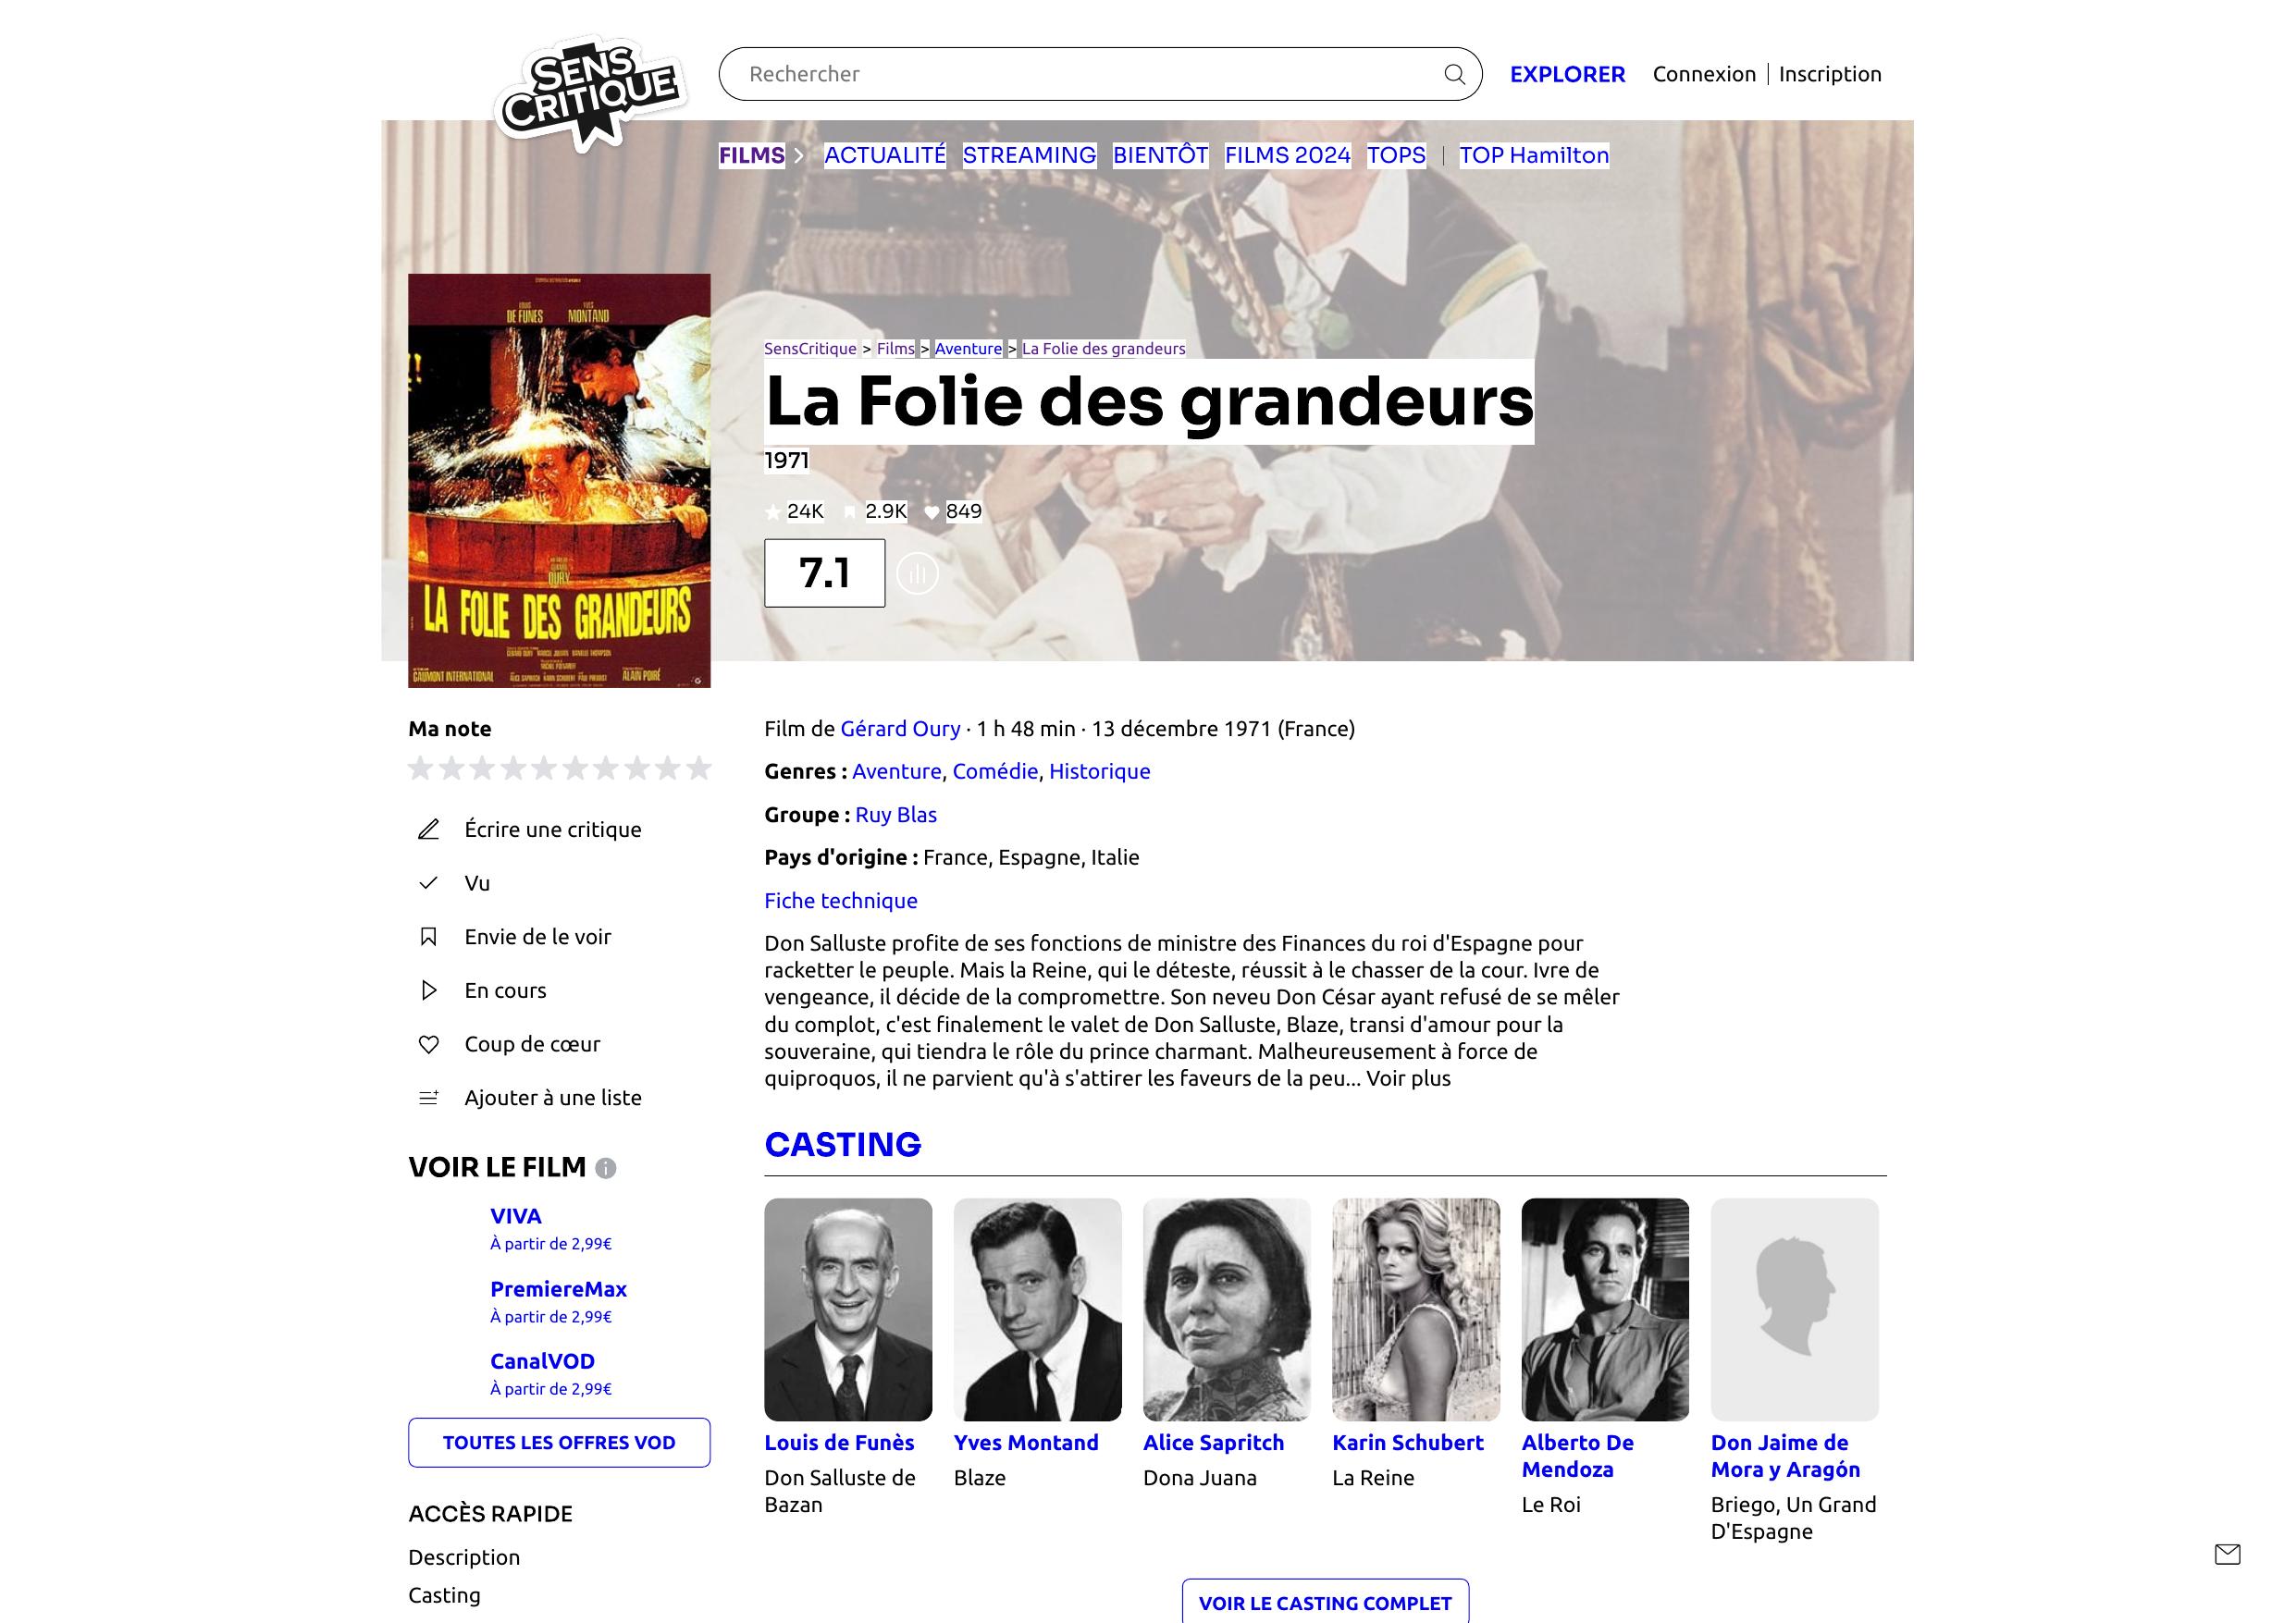 SENS
CRITIQUE
Rechercher
EXPLORER
Connexion | Inscription
FILMS > ACTUALITÉ STREAMING BIENTÔT FILMS 2024 TOPS | TOP Hamilton
LOUIS DE FUNES YVES MONTAND
GÉRARD
OURY
LA FOLIE DES GRANDEURS
GAUMONT INTERNATIONAL
ALICE SAPRITCH KARIN SCHUBERT PAUL PREBOIST
ALAIN POIRÉ
SensCritique > Films > Aventure > La Folie des grandeurs
La Folie des grandeurs
1971
24K 2.9K 849
7.1
Ma note
Écrire une critique
Vu
Envie de le voir
En cours
Coup de cœur
Ajouter à une liste
VOIR LE FILM
VIVA
À partir de 2,99€
PremiereMax
À partir de 2,99€
CanalVOD
À partir de 2,99€
TOUTES LES OFFRES VOD
ACCÈS RAPIDE
Description
Casting
Film de Gérard Oury · 1 h 48 min · 13 décembre 1971 (France)
Genres : Aventure, Comédie, Historique
Groupe : Ruy Blas
Pays d'origine : France, Espagne, Italie
Fiche technique
Don Salluste profite de ses fonctions de ministre des Finances du roi d'Espagne pour
racketter le peuple. Mais la Reine, qui le déteste, réussit à le chasser de la cour. Ivre de
vengeance, il décide de la compromettre. Son neveu Don César ayant refusé de se mêler
du complot, c'est finalement le valet de Don Salluste, Blaze, transi d'amour pour la
souveraine, qui tiendra le rôle du prince charmant. Malheureusement à force de
quiproquos, il ne parvient qu'à s'attirer les faveurs de la peu... Voir plus
CASTING
Louis de Funès
Don Salluste de
Bazan
Yves Montand
Blaze
Alice Sapritch
Dona Juana
Karin Schubert
La Reine
Alberto De
Mendoza
Le Roi
Don Jaime de
Mora y Aragón
Briego, Un Grand
D'Espagne
VOIR LE CASTING COMPLET